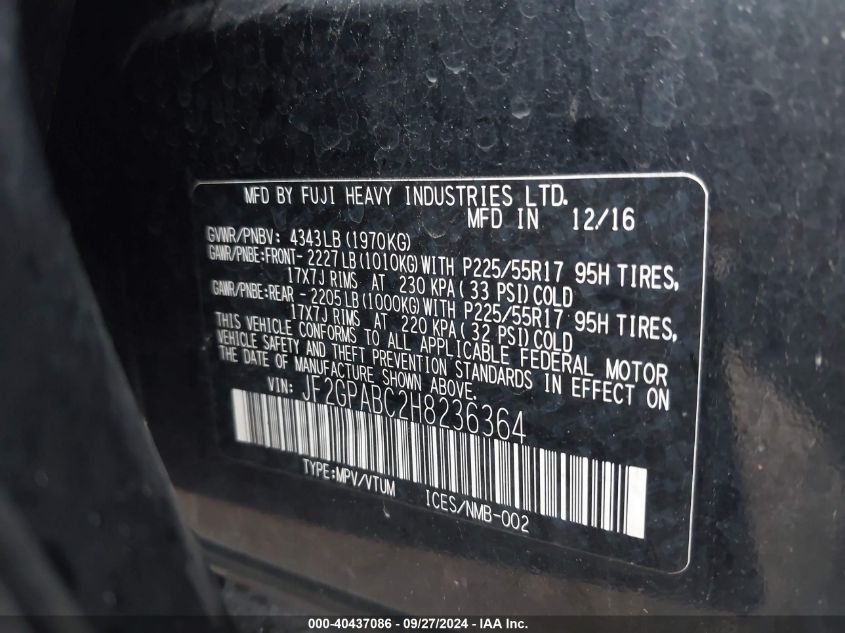 MFD BY FUJI HEAVY INDUSTRIES LTD.
MFD IN 12/16
GVWR/PNBV: 4343LB(1970KG)
GAWR/PNBE:FRONT- 2227LB(1010KG)WITH P225/55R17 95H TIRES,
17X7J RIMS AT 230 KPA(33 PSI)COLD
GAWR/PNBE:REAR - 2205LB(1000KG)WITH P225/55R17 95H TIRES,
17X7J RIMS AT 220 KPA(32 PSI)COLD
THIS VEHICLE CONFORMS TO ALL APPLICABLE FEDERAL MOTOR
VEHICLE SAFETY AND THEFT PREVENTION STANDARDS IN EFFECT ON
THE DATE OF MANUFACTURE SHOWN ABOVE.
VIN: JF2GPABC2H8236364
TYPE:MPV/VTUM ICES/NMB-002
000-40437086 - 09/27/2024 - IAA Inc.